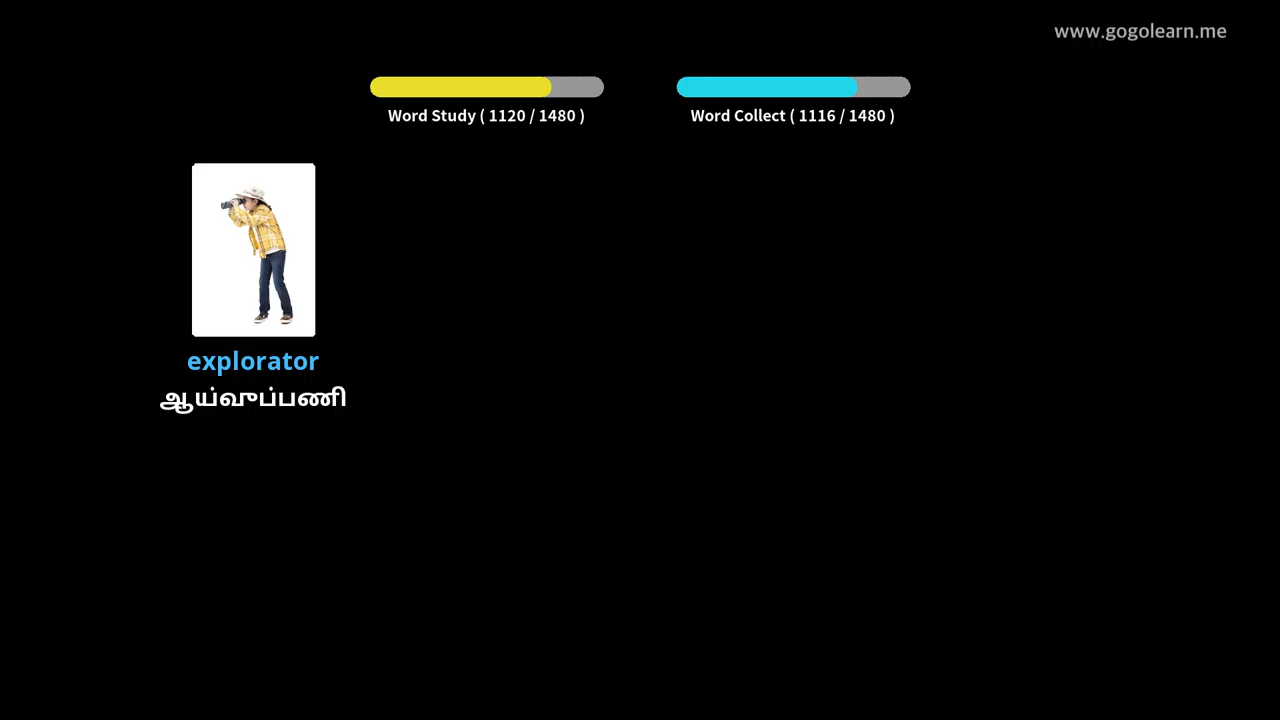 www.gogolearn.me
Word Study ( 1120 / 1480 )
Word Collect ( 1116 / 1480 )
explorator
ஆய்வுப்பணி